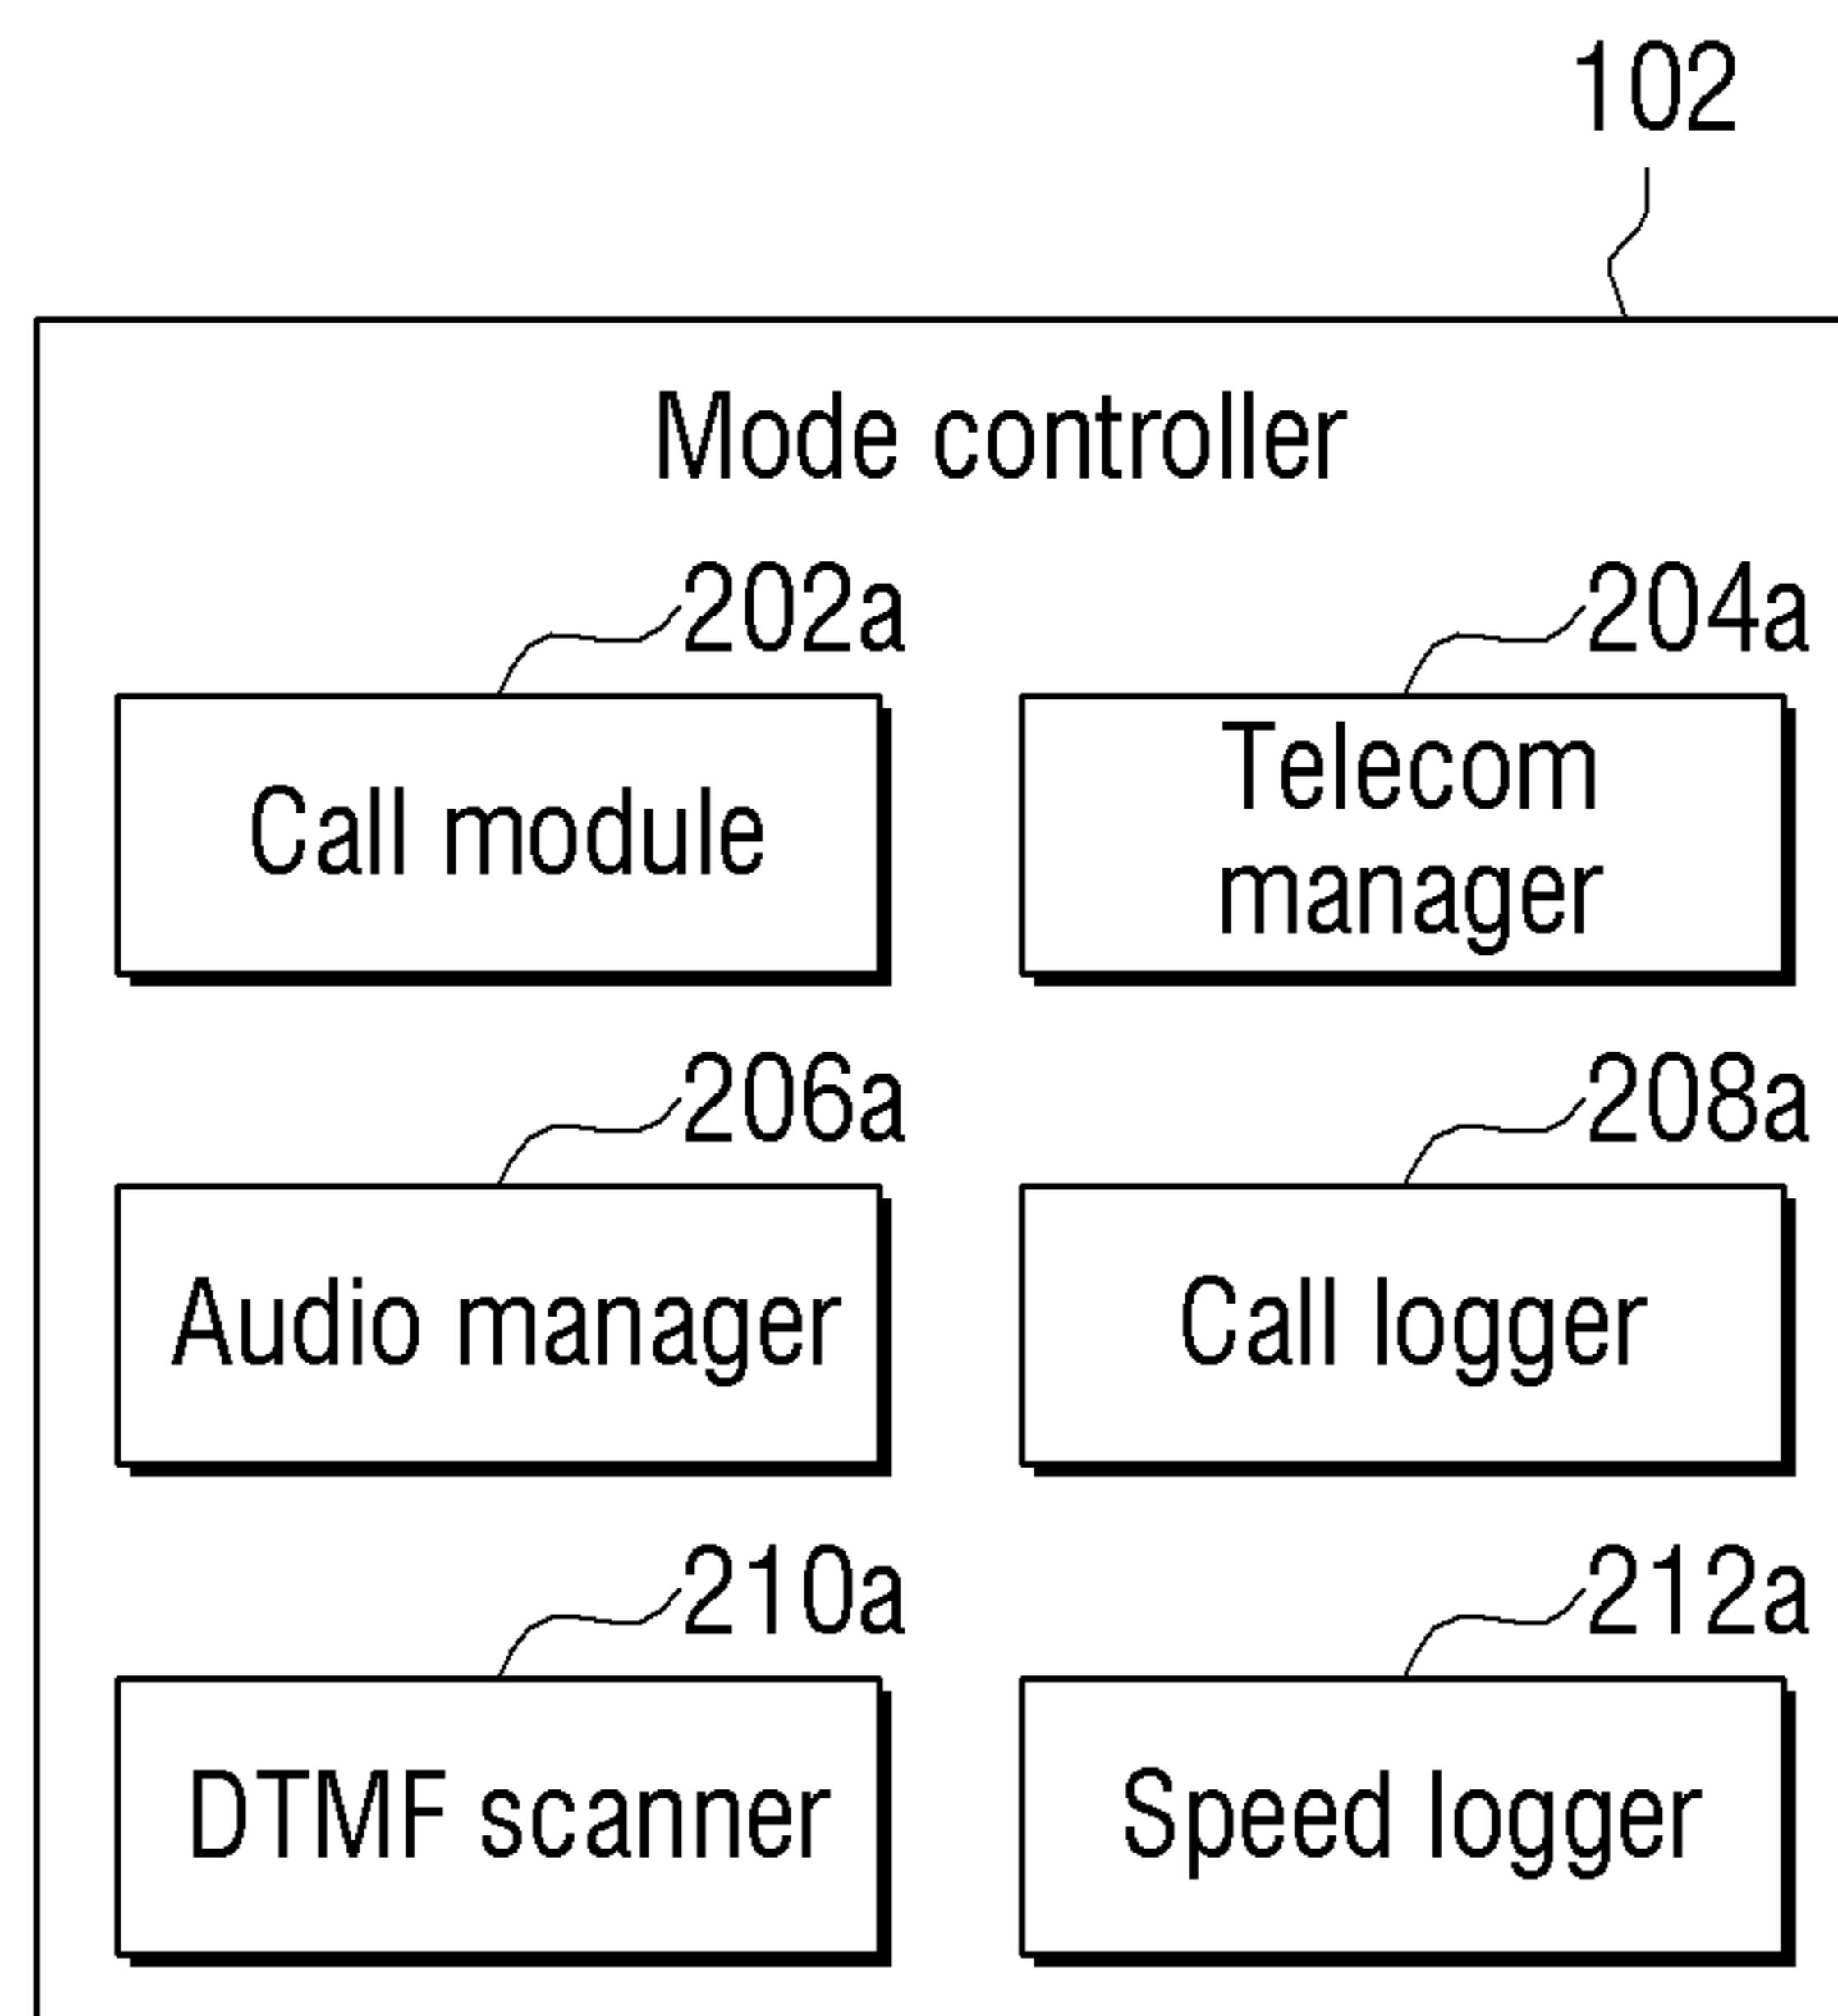 102
Mode controller
202a
204a
Call module
Telecom
manager
206a
208a
Audio manager
Call logger
210a
212a
DTMF scanner
Speed logger